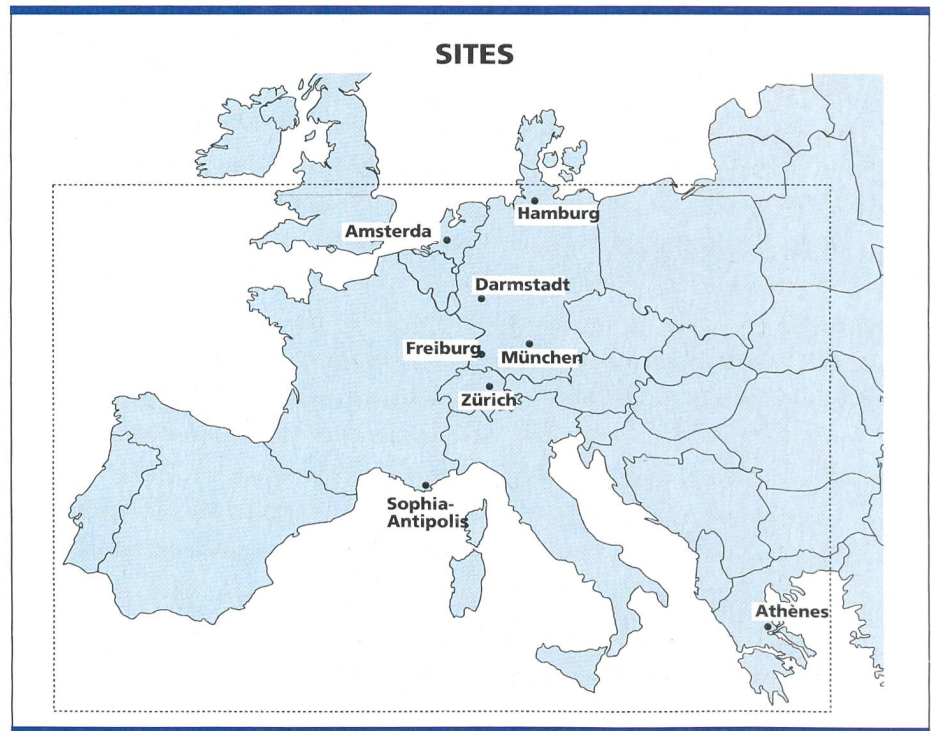 SITES
Hamburg
Amsterda
Darmstadt
Freiburg
München
Zürich
Sophia-
Antipolis
Athènes